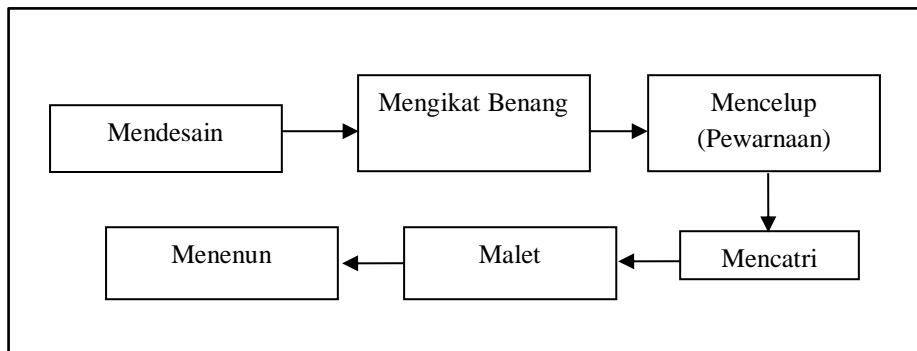 Mendesain
Mengikat Benang
Mencelup
(Pewarnaan)
Mencatri
Malet
Menenun